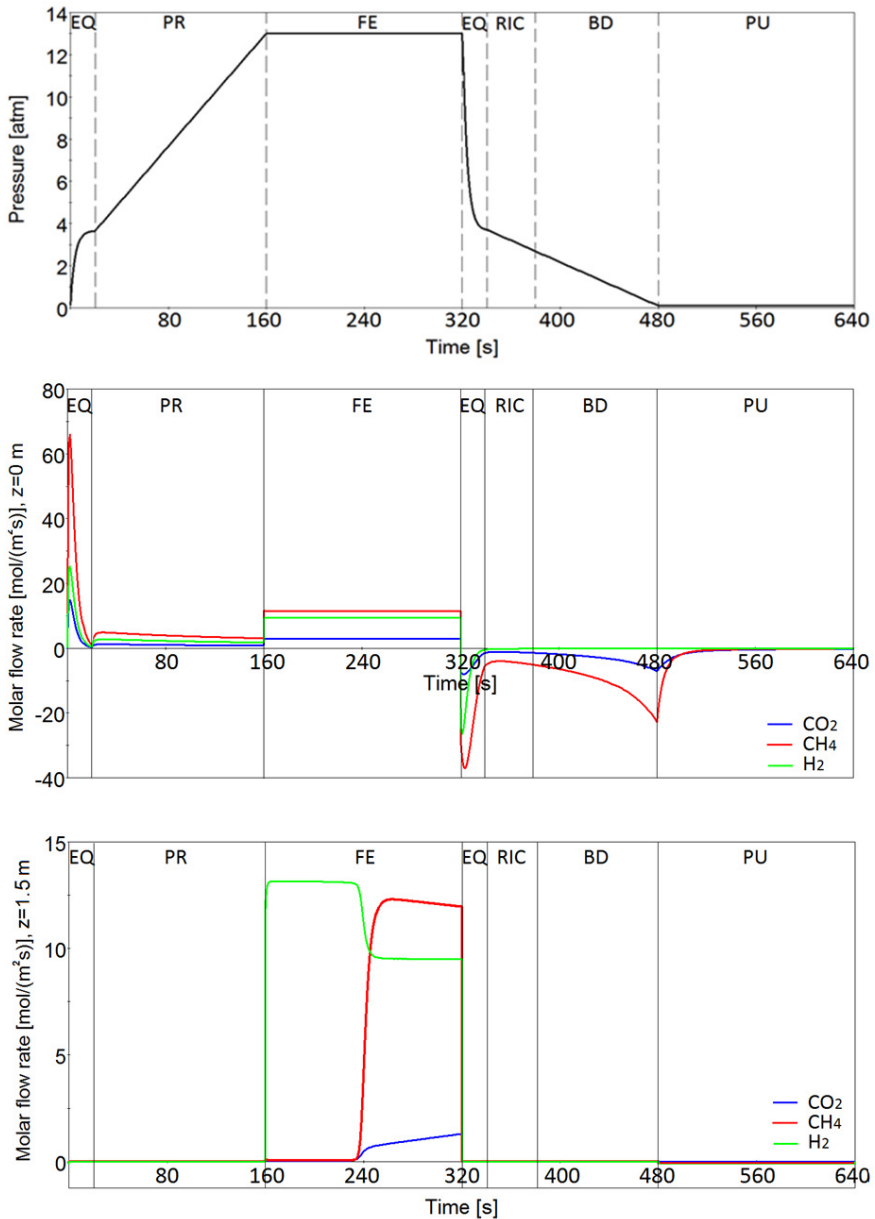 EQ PR FE EQ RIC BD PU
14
12
10
8
6
4
2
0
Pressure [atm]
80 160 240 320 400 480 560 640
Time [s]
EQ PR FE EQ RIC BD PU
80
60
40
20
0
-20
-40
Molar flow rate [mol/(m²s)], z=0 m
80 160 240 320 400 480 560 640
Time [s]
CO2
CH4
H2
EQ PR FE EQ RIC BD PU
15
10
5
0
Molar flow rate [mol/(m²s)], z=1.5 m
80 160 240 320 400 480 560 640
CO2
CH4
H2
Time [s]